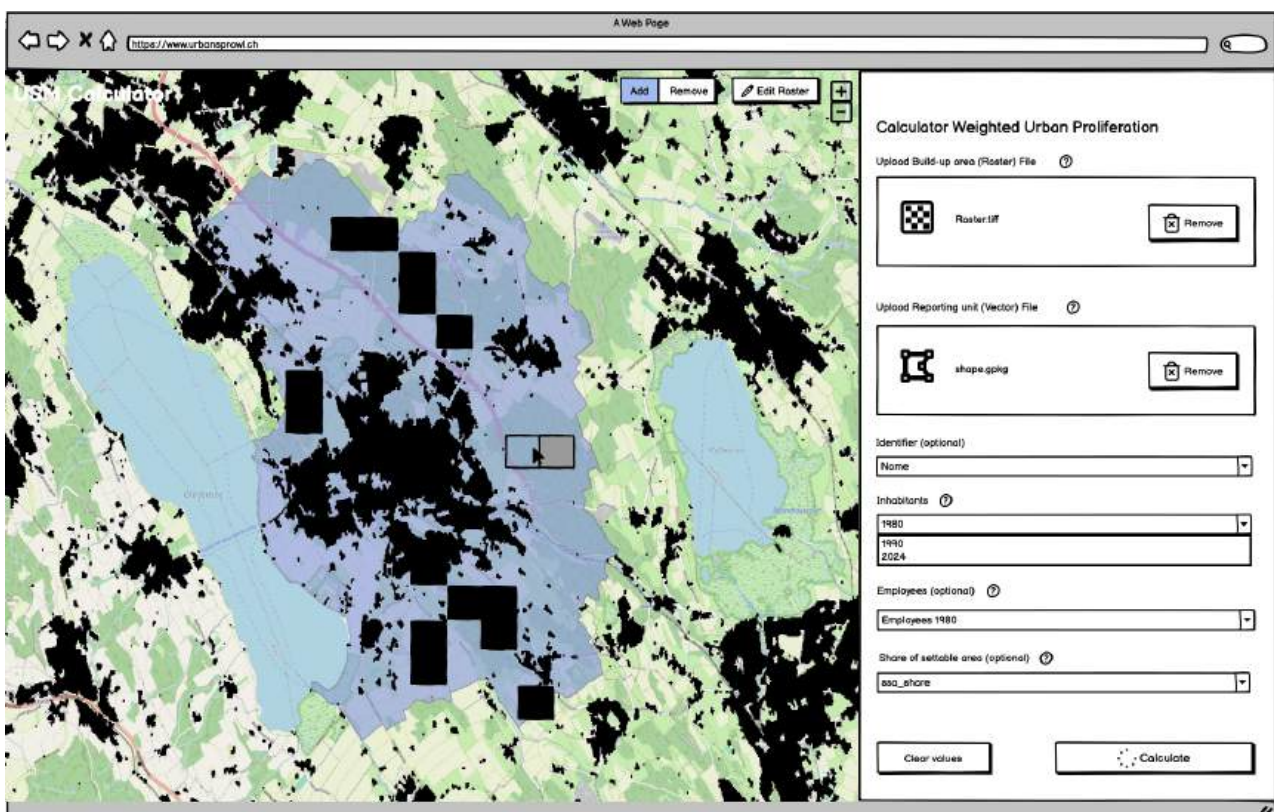 A Web Page
https://www.urbansprowl.ch
USM Calculator
Add
Remove
Edit Raster
+
-
Calculator Weighted Urban Proliferation
Upload Build-up area (Raster) File ?
Raster.tiff
Remove
Upload Reporting unit (Vector) File ?
shape.gpkg
Remove
Identifier (optional)
Name
Inhabitants ?
1980
1990
2024
Employees (optional) ?
Employees 1980
Share of settable area (optional) ?
Clear values
Calculate